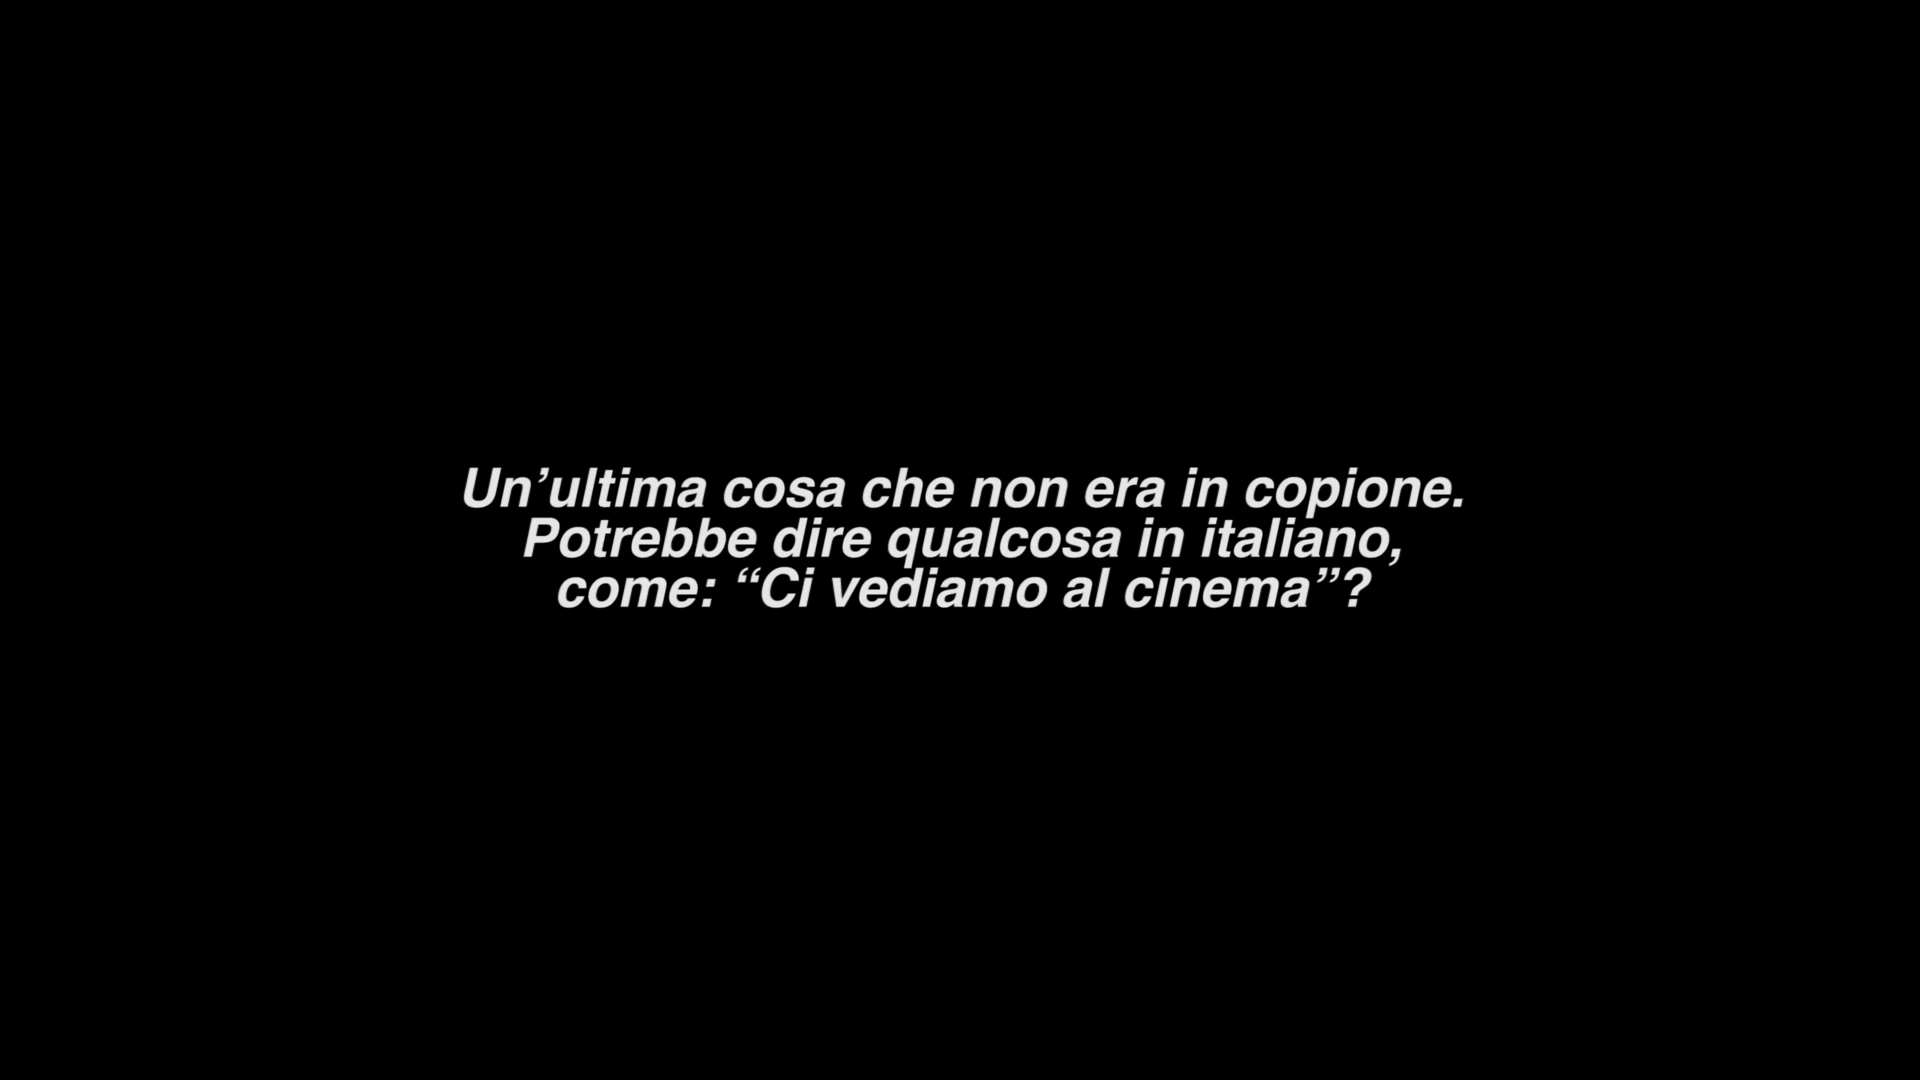 Un’ultima cosa che non era in copione.
Potrebbe dire qualcosa in italiano,
come: “Ci vediamo al cinema”?